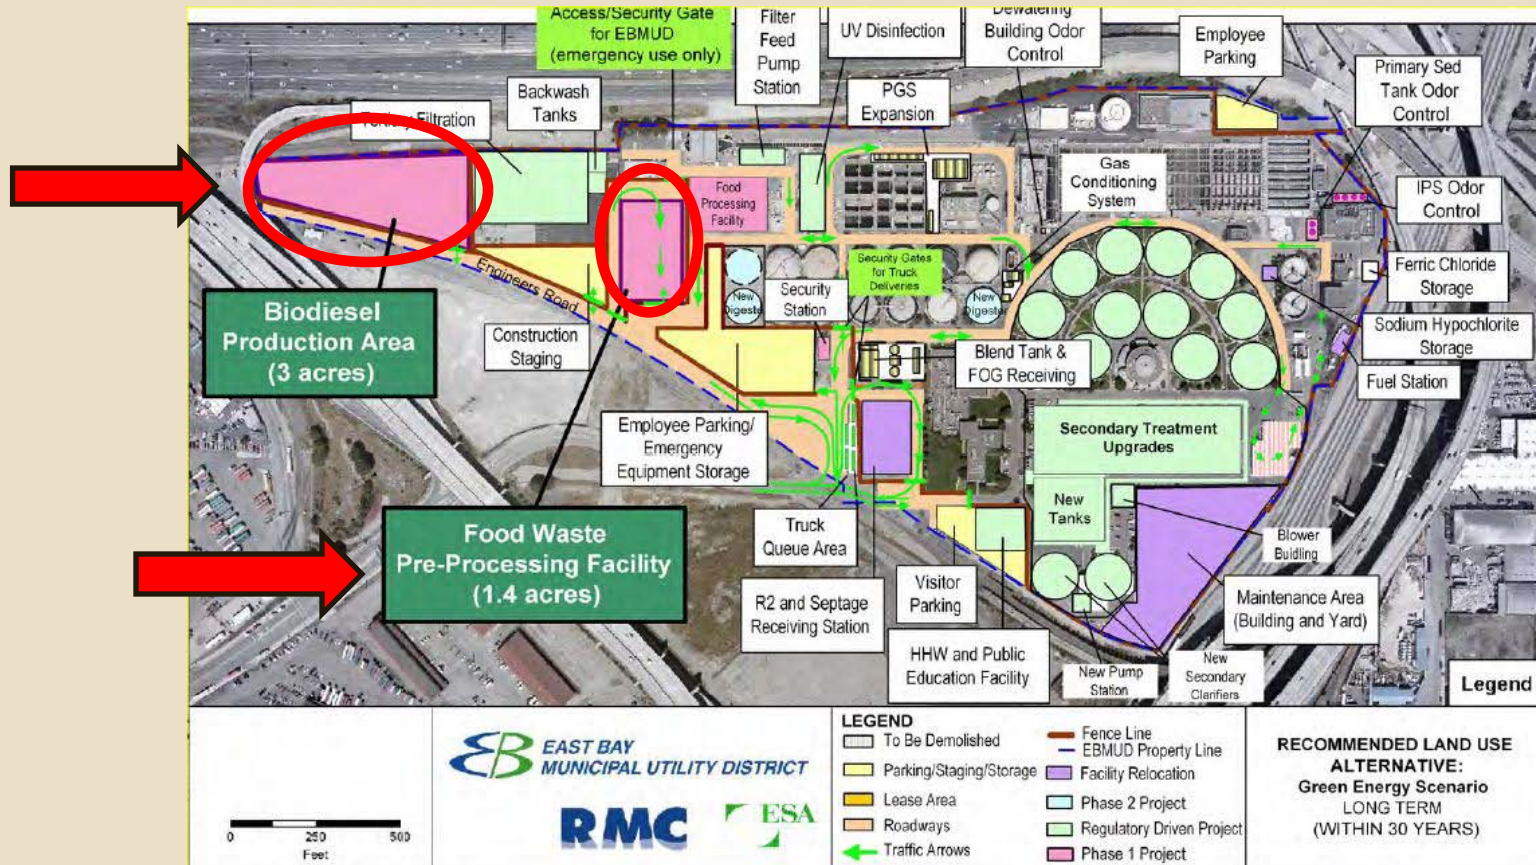 Access/Security Gate
for EBMUD
(emergency use only)
Filter
Feed
Pump
Station
UV Disinfection
Dewatering
Building Odor
Control
Employee
Parking
Primary Sed
Tank Odor
Control
Backwash
Tanks
PGS
Expansion
Tertiary Filtration
Gas
Conditioning
System
IPS Odor
Control
Food
Processing
Facility
Security Gates
for Truck
Deliveries
Ferric Chloride
Storage
Engineers Road
Security
Station
New
Digester
New
Digester
Biodiesel
Production Area
(3 acres)
Construction
Staging
Sodium Hypochlorite
Storage
Blend Tank &
FOG Receiving
Fuel Station
Employee Parking/
Emergency
Equipment Storage
Secondary Treatment
Upgrades
New
Tanks
Food Waste
Pre-Processing Facility
(1.4 acres)
Truck
Queue Area
Blower
Buidling
R2 and Septage
Receiving Station
Visitor
Parking
Maintenance Area
(Building and Yard)
HHW and Public
Education Facility
New Pump
Station
New
Secondary
Clarifiers
Legend
0 250 500
Feet
EB
EAST BAY
MUNICIPAL UTILITY DISTRICT
RMC
ESA
LEGEND
To Be Demolished
Parking/Staging/Storage
Lease Area
Roadways
Traffic Arrows
Fence Line
EBMUD Property Line
Facility Relocation
Phase 2 Project
Regulatory Driven Project
Phase 1 Project
RECOMMENDED LAND USE
ALTERNATIVE:
Green Energy Scenario
LONG TERM
(WITHIN 30 YEARS)